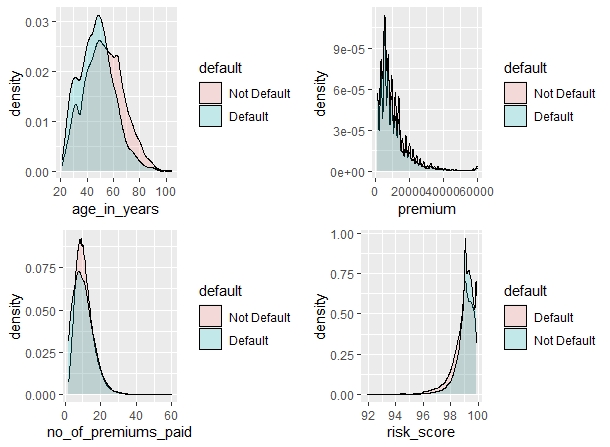 0.03
0.02
0.01
0.00
density
20 40 60 80 100
age_in_years
default
Not Default
Default
9e-05
6e-05
3e-05
0e+00
density
0 20000 40000 60000
premium
default
Not Default
Default
0.075
0.050
0.025
0.000
density
0 20 40 60
no_of_premiums_paid
default
Not Default
Default
1.00
0.75
0.50
0.25
0.00
density
92 94 96 98 100
risk_score
default
Default
Not Default